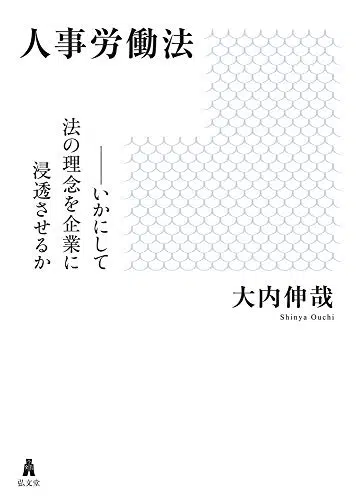 人事労働法
――いかにして
法の理念を企業に
浸透させるか
大内伸哉
Shinya Ouchi
弘文堂